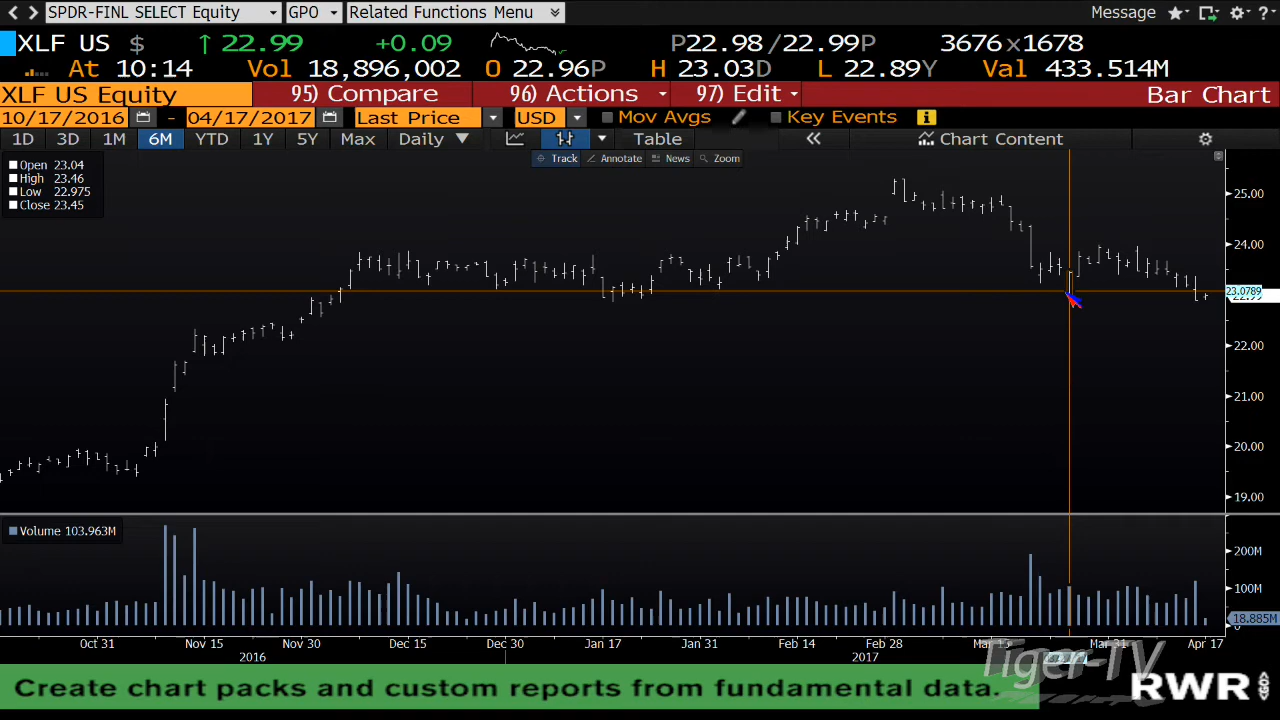 SPDR-FINL SELECT Equity GPO Related Functions Menu Message ?
XLF US $ ↑ 22.99 +0.09 P22.98 /22.99P 3676x1678
At 10:14 Vol 18,896,002 O 22.96P H 23.03D L 22.89Y Val 433.514M
XLF US Equity 95) Compare 96) Actions 97) Edit Bar Chart
10/17/2016 - 04/17/2017 Last Price USD Mov Avgs Key Events
1D 3D 1M 6M YTD 1Y 5Y Max Daily Table Chart Content
Track Annotate News Zoom
Open 23.04
High 23.46
Low 22.975
Close 23.45
25.00
24.00
23.0789
22.00
21.00
20.00
19.00
Volume 103.963M
200M
100M
18.885M
0
Oct 31 Nov 15 Nov 30 Dec 15 Dec 30 Jan 17 Jan 31 Feb 14 Feb 28 Mar 15 Mar 31 Apr 17
2016 2017
Tiger-TV
Create chart packs and custom reports from fundamental data. RWR GO